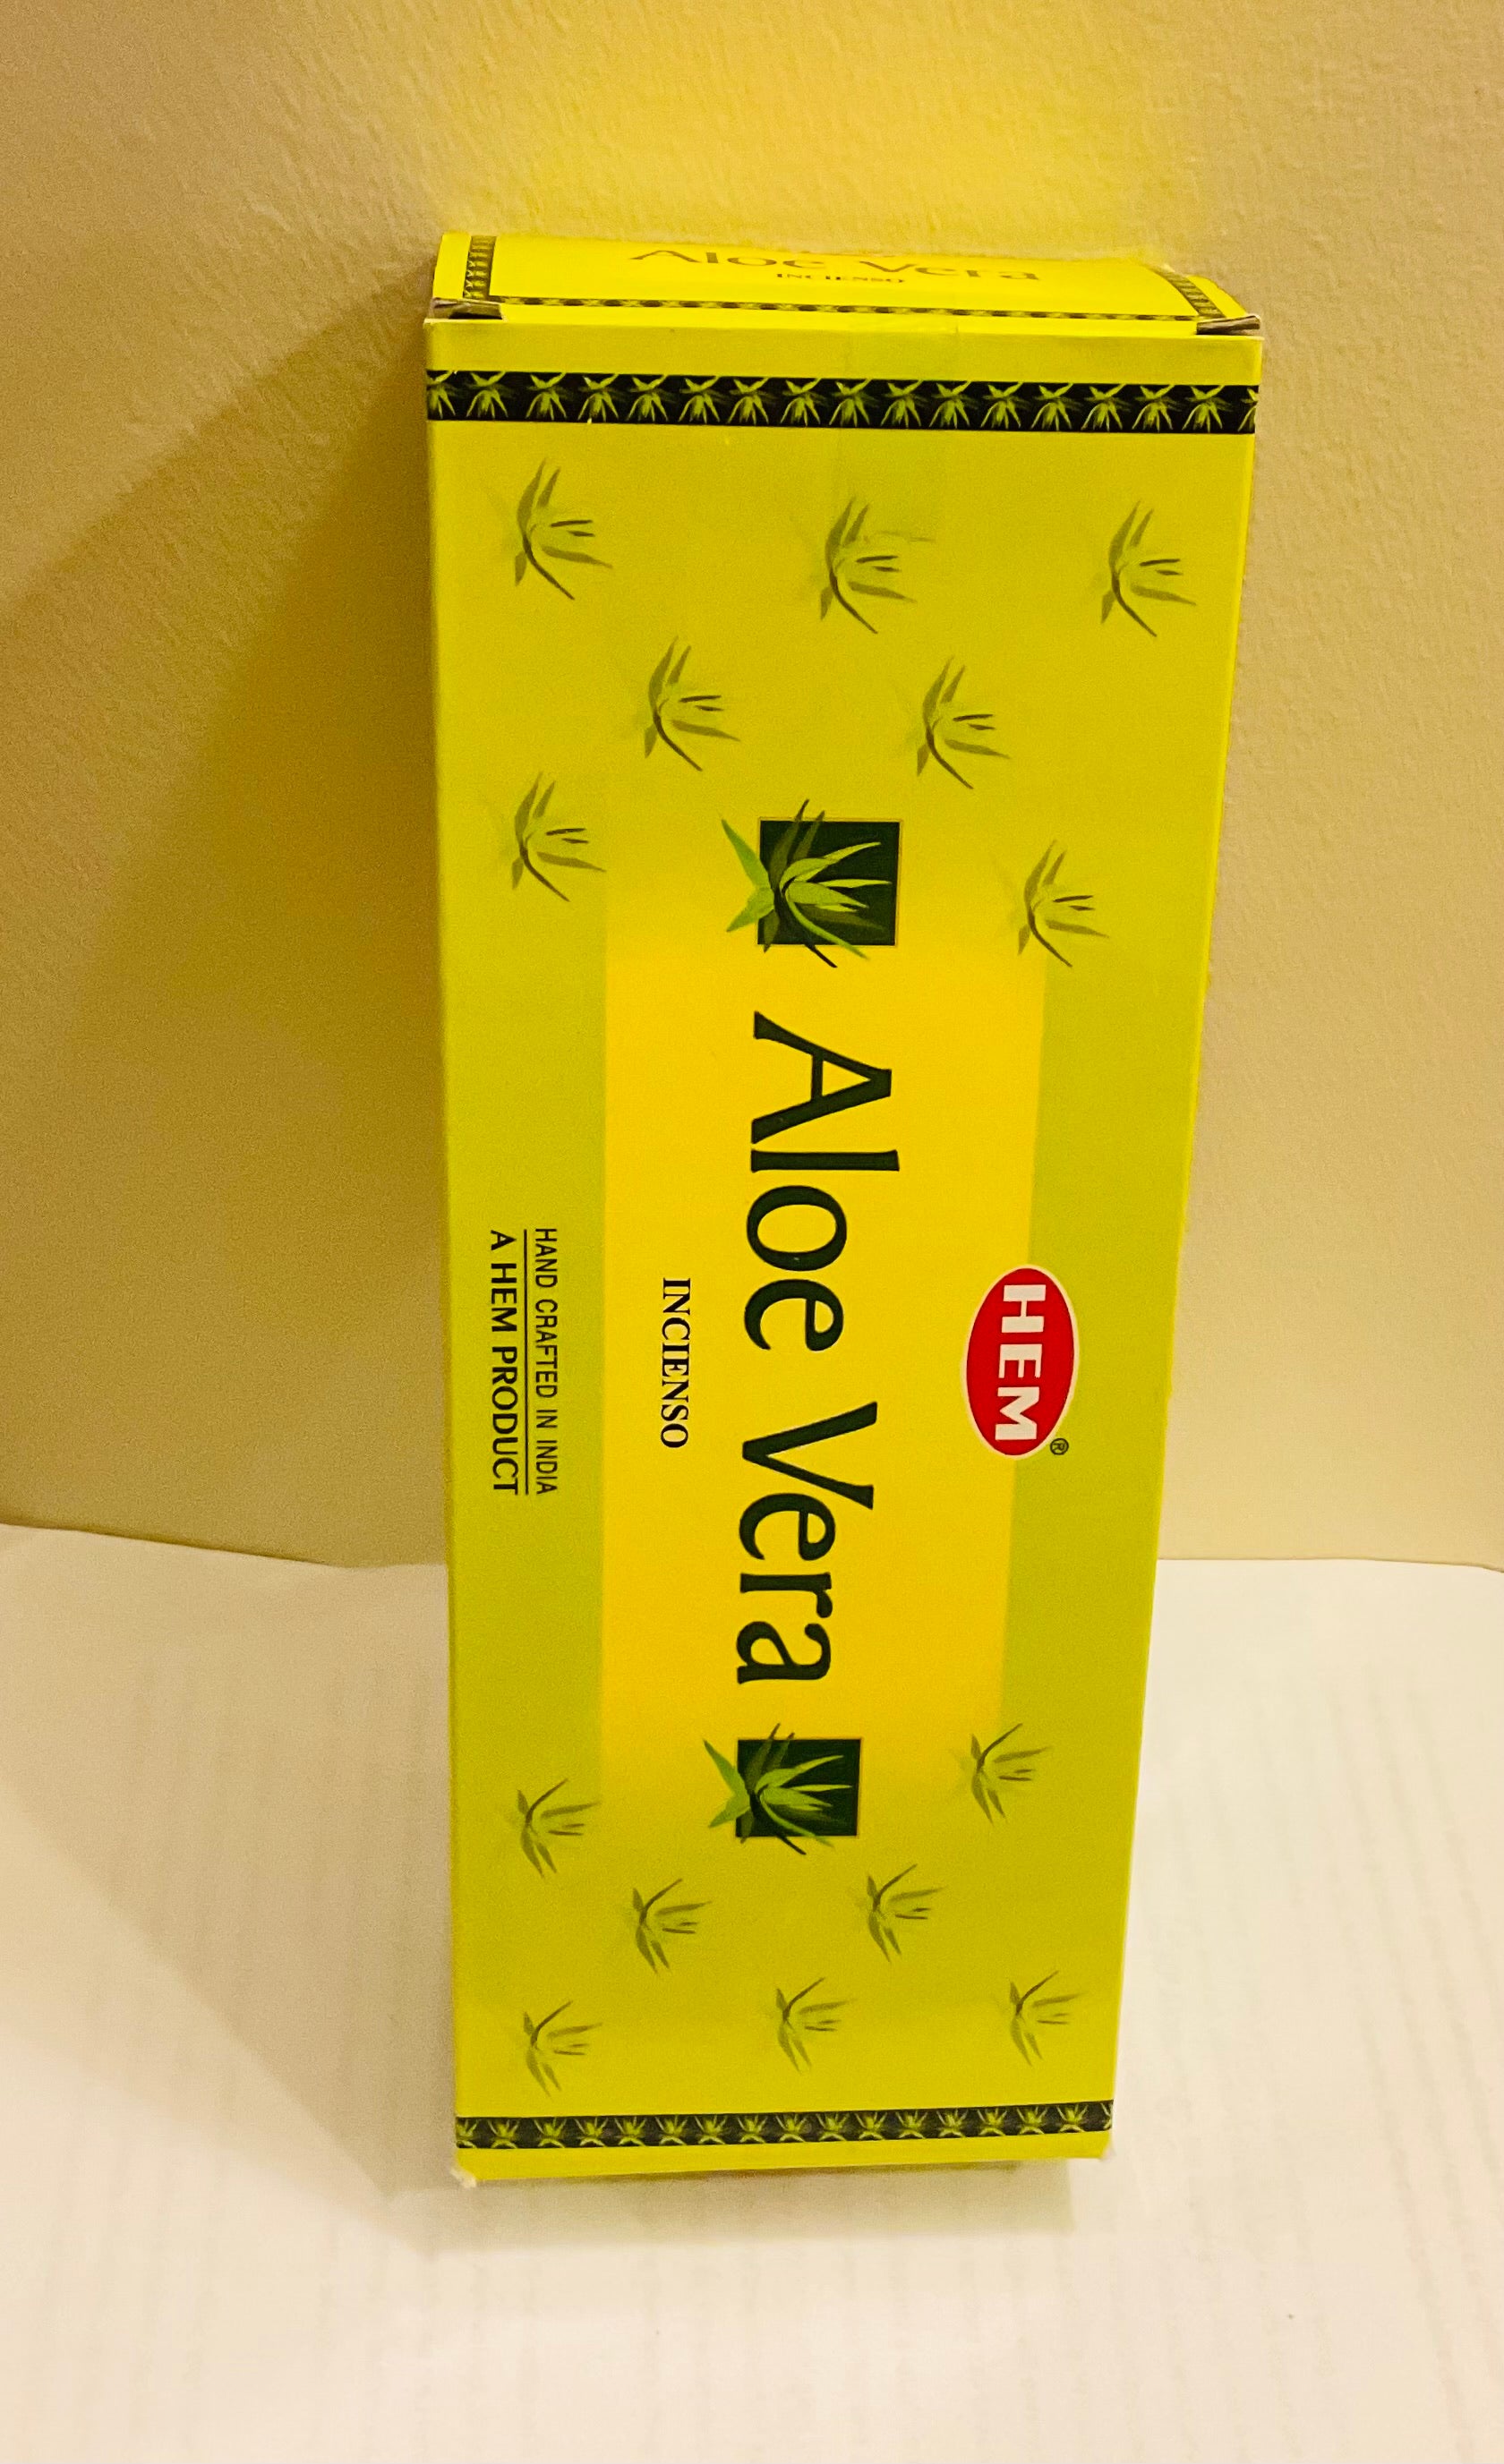 Aloe Vera
INCIENSO
HEM®
Aloe Vera
INCIENSO
HAND CRAFTED IN INDIA
A HEM PRODUCT